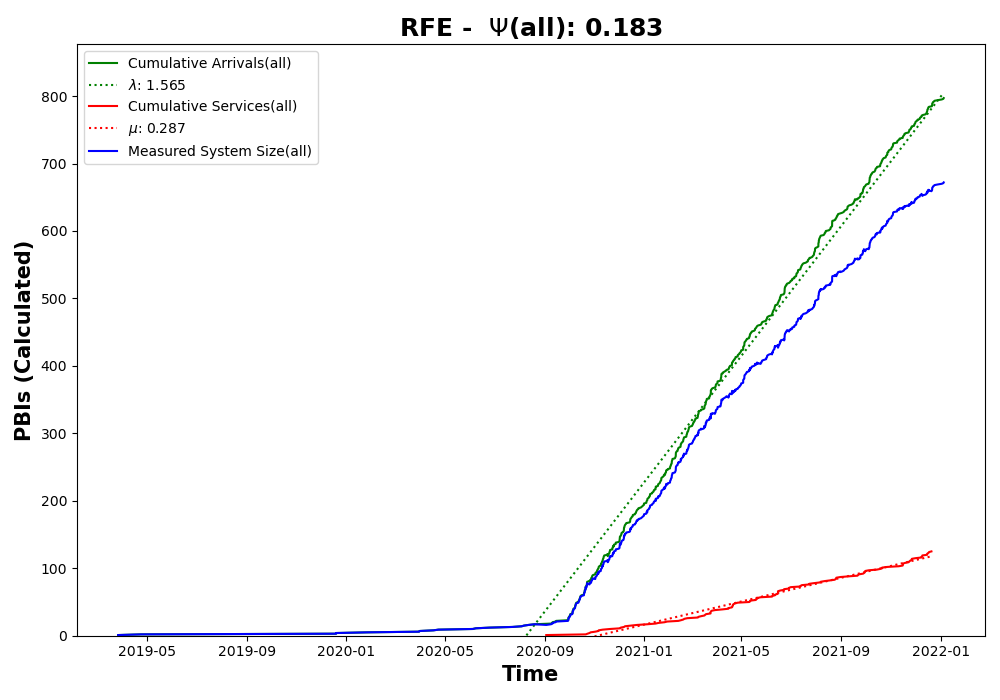 RFE - Ψ(all): 0.183
Cumulative Arrivals(all)
λ: 1.565
Cumulative Services(all)
μ: 0.287
Measured System Size(all)
PBIs (Calculated)
800
700
600
500
400
300
200
100
0
2019-05 2019-09 2020-01 2020-05 2020-09 2021-01 2021-05 2021-09 2022-01
Time